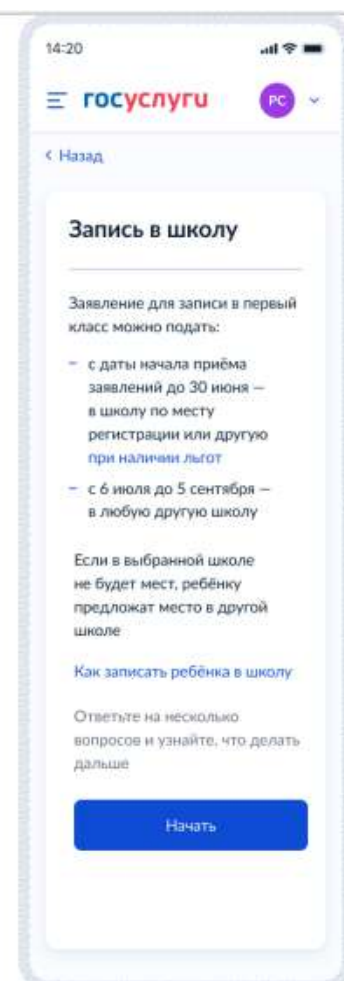 14:20
госуслуги
РС
Назад
Запись в школу
Заявление для записи в первый
класс можно подать:
– с даты начала приёма
заявлений до 30 июня —
в школу по месту
регистрации или другую
при наличии льгот
– с 6 июля до 5 сентября —
в любую другую школу
Если в выбранной школе
не будет мест, ребёнку
предложат место в другой
школе
Как записать ребёнка в школу
Ответьте на несколько
вопросов и узнайте, что делать
дальше
Начать